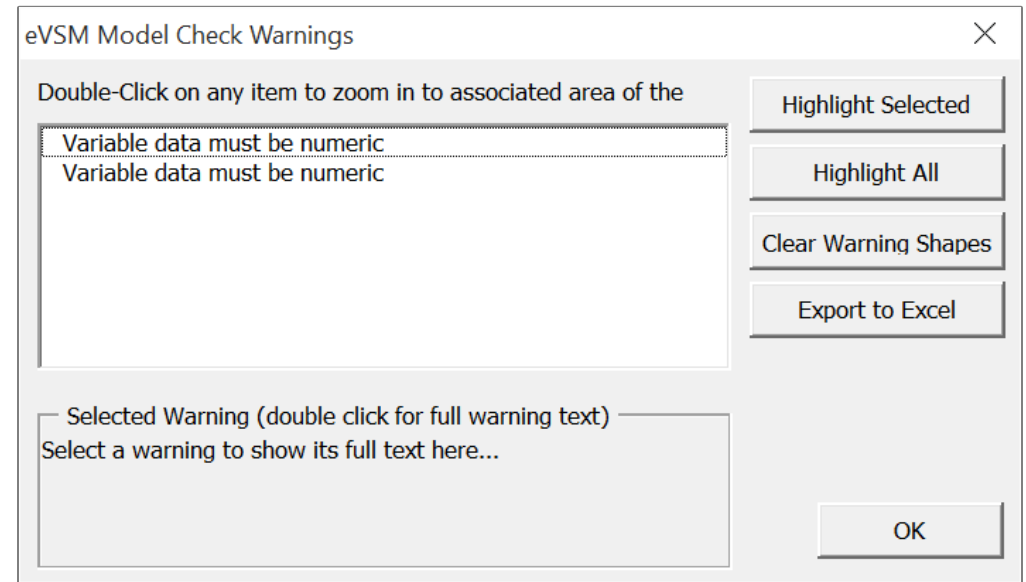 eVSM Model Check Warnings
Double-Click on any item to zoom in to associated area of the
Variable data must be numeric
Variable data must be numeric
Highlight Selected
Highlight All
Clear Warning Shapes
Export to Excel
Selected Warning (double click for full warning text)
Select a warning to show its full text here...
OK